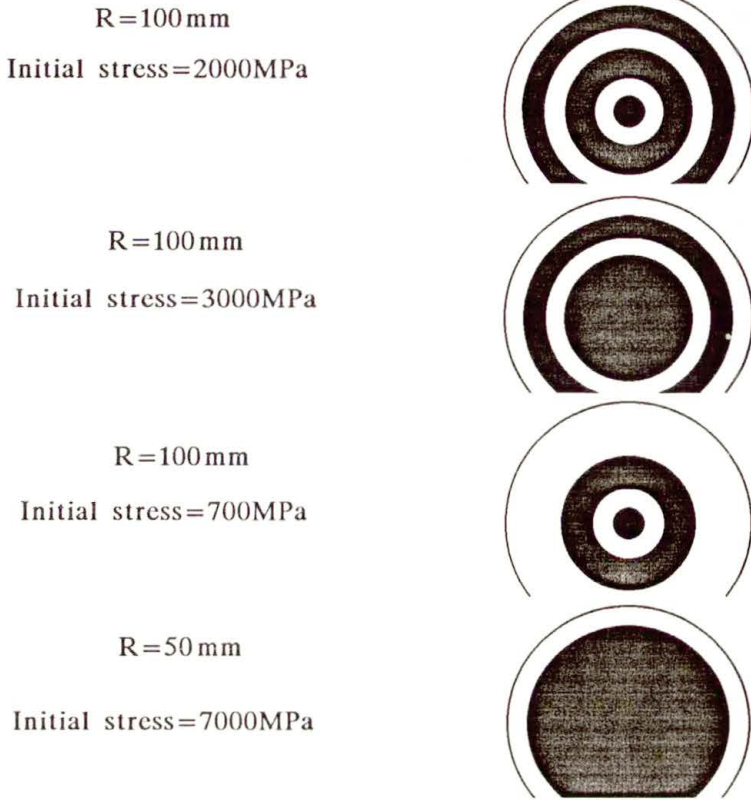 R=100mm
Initial stress=2000MPa
R=100mm
Initial stress=3000MPa
R=100mm
Initial stress=700MPa
R=50mm
Initial stress=7000MPa